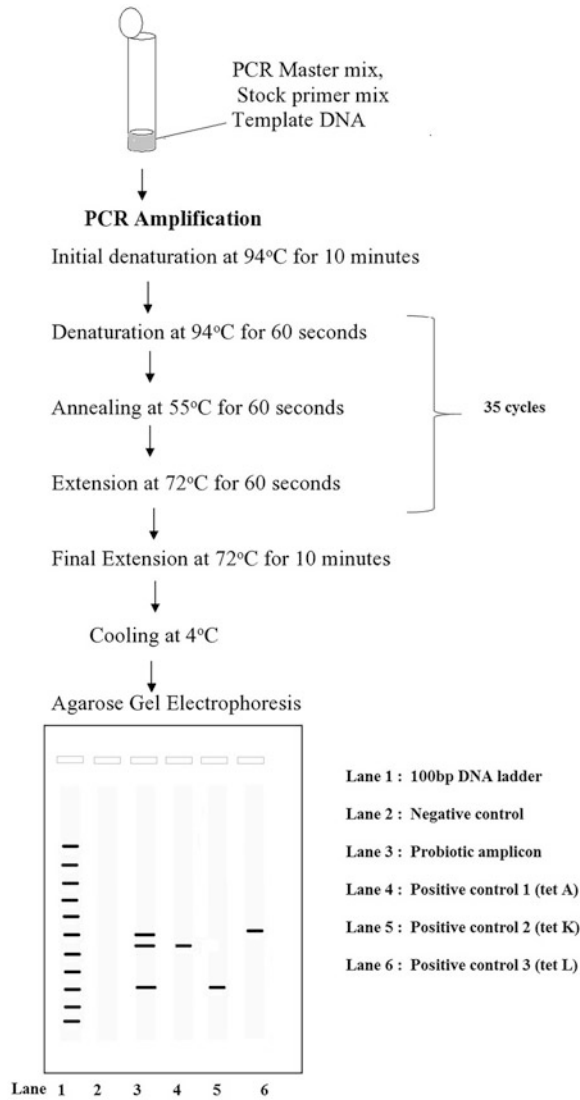 PCR Master mix,
Stock primer mix
Template DNA
PCR Amplification
Initial denaturation at 94°C for 10 minutes
Denaturation at 94°C for 60 seconds
Annealing at 55°C for 60 seconds
35 cycles
Extension at 72°C for 60 seconds
Final Extension at 72°C for 10 minutes
Cooling at 4°C
Agarose Gel Electrophoresis
Lane 1 : 100bp DNA ladder
Lane 2 : Negative control
Lane 3 : Probiotic amplicon
Lane 4 : Positive control 1 (tet A)
Lane 5 : Positive control 2 (tet K)
Lane 6 : Positive control 3 (tet L)
Lane 1 2 3 4 5 6